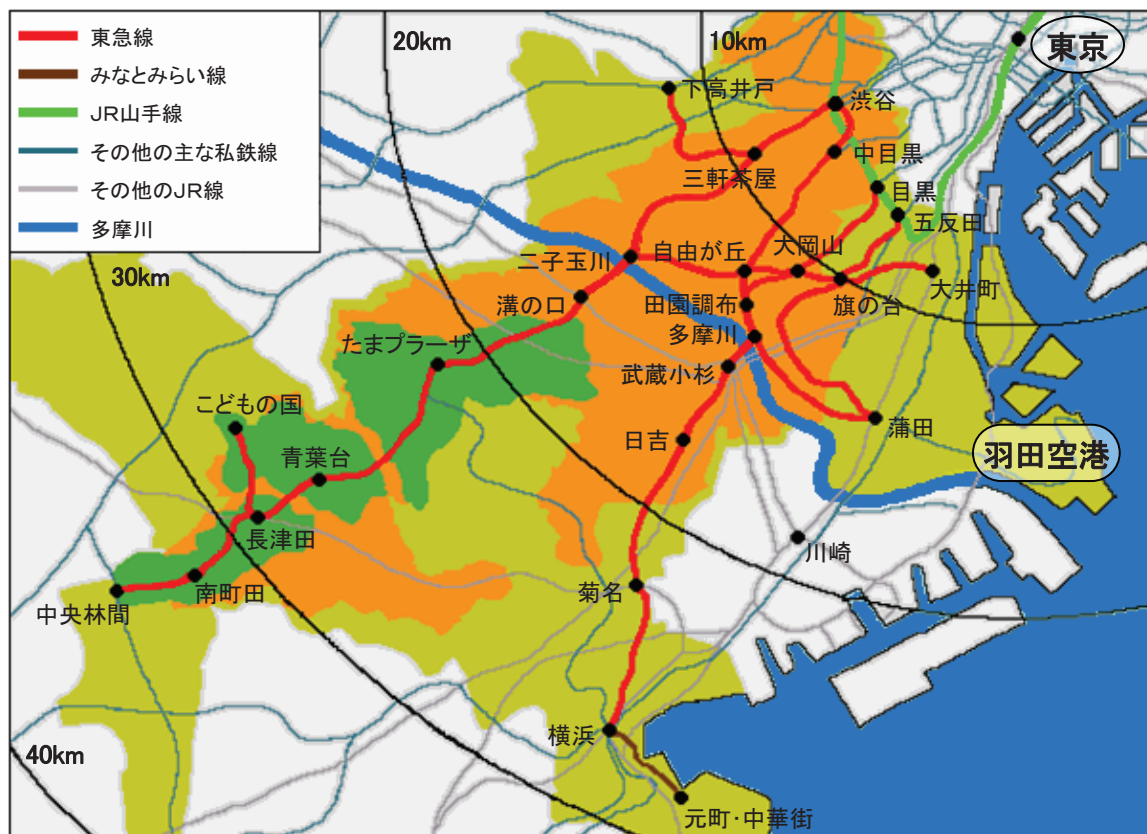 東急線
みなとみらい線
JR山手線
その他の主な私鉄線
その他のJR線
多摩川
20km
10km
東京
下高井戸
渋谷
三軒茶屋
中目黒
目黒
五反田
二子玉川
自由が丘
大岡山
30km
溝の口
田園調布
旗の台
大井町
たまプラーザ
多摩川
武蔵小杉
こどもの国
蒲田
青葉台
日吉
羽田空港
長津田
川崎
南町田
菊名
中央林間
横浜
40km
元町・中華街